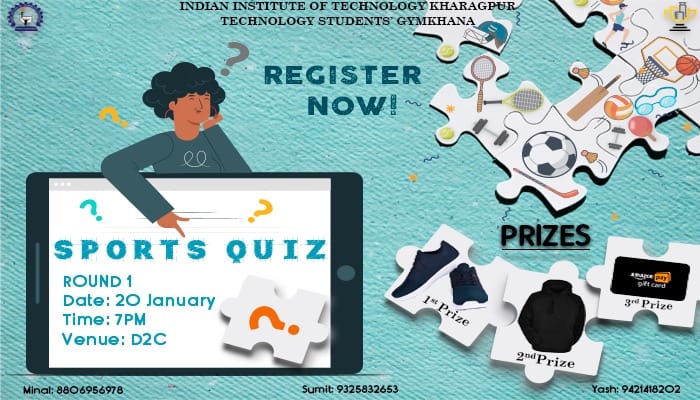 INDIAN INSTITUTE OF TECHNOLOGY KHARAGPUR
TECHNOLOGY STUDENTS' GYMKHANA
REGISTER
NOW!
SPORTS QUIZ
ROUND 1
Date: 20 January
Time: 7PM
Venue: D2C
PRIZES
1st Prize
2nd Prize
amazon pay
gift card
3rd Prize
Minal: 8806956978
Sumit: 9325832653
Yash: 9421418202